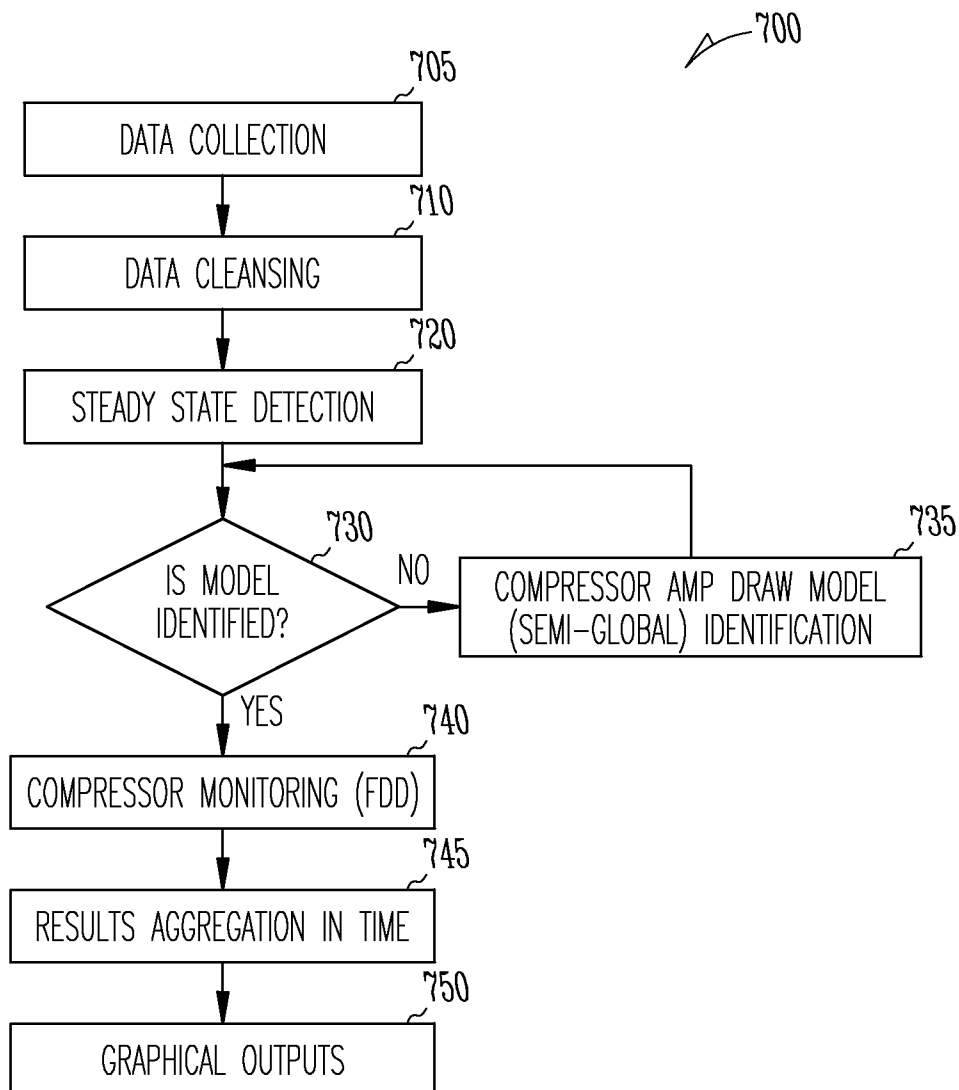 700
705
DATA COLLECTION
710
DATA CLEANSING
720
STEADY STATE DETECTION
730
IS MODEL
IDENTIFIED?
NO
735
COMPRESSOR AMP DRAW MODEL
(SEMI-GLOBAL) IDENTIFICATION
YES
740
COMPRESSOR MONITORING (FDD)
745
RESULTS AGGREGATION IN TIME
750
GRAPHICAL OUTPUTS